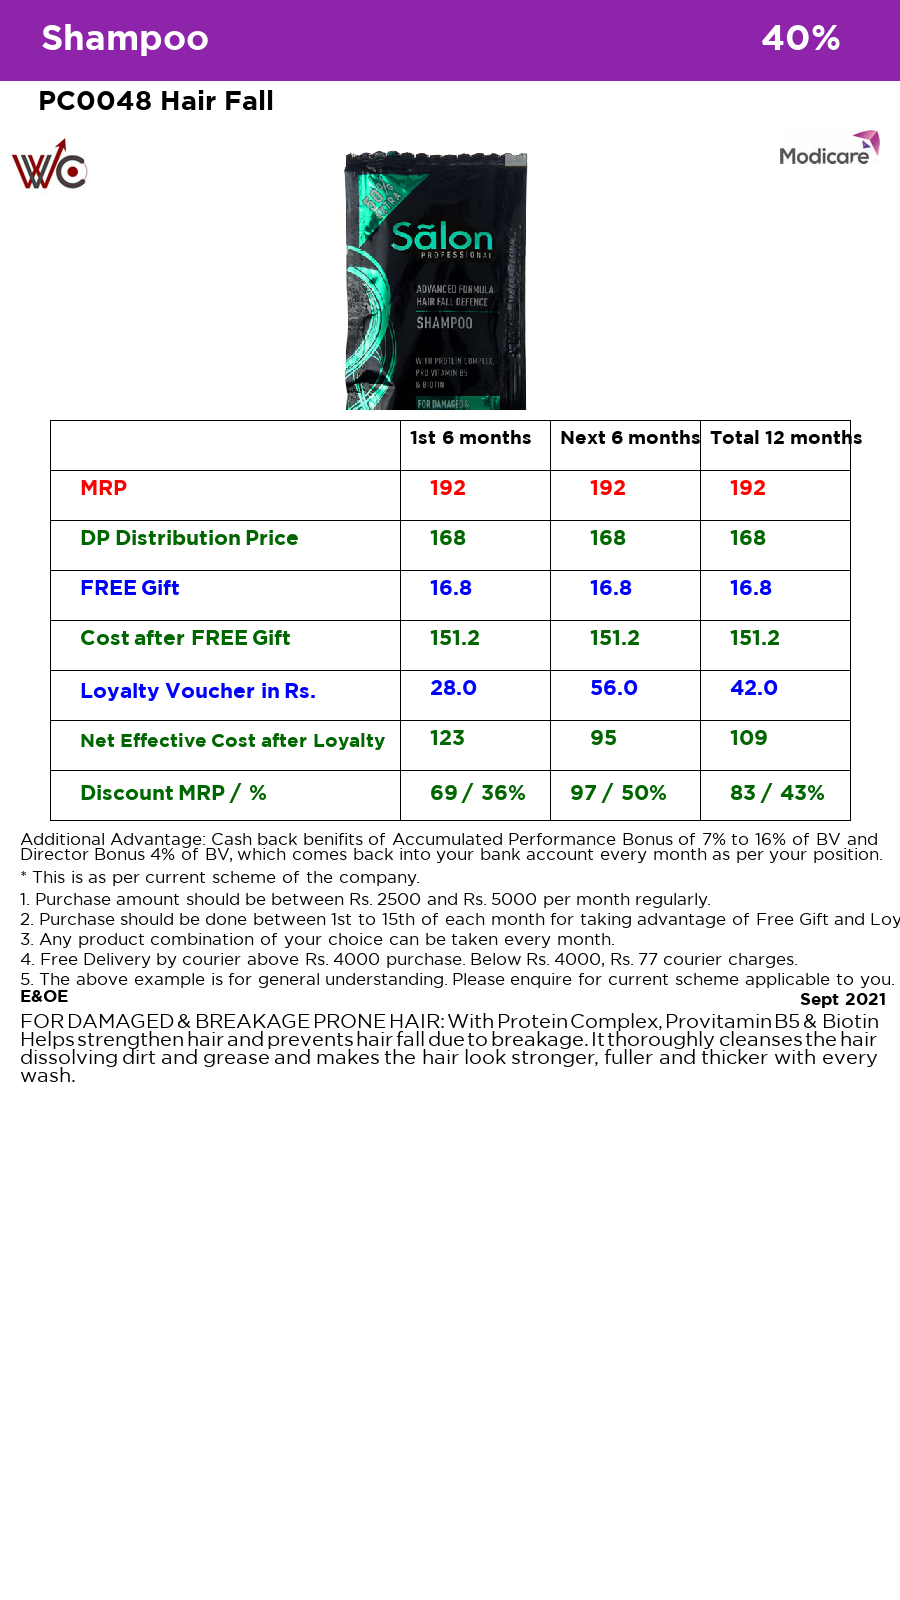 Shampoo 40%
PC0048 Hair Fall
WC
Modicare
50%
EXTRA
Sãlon
PROFESSIONAL
ADVANCED FORMULA
HAIR FALL DEFENCE
SHAMPOO
WITH PROTEIN COMPLEX,
PRO VITAMIN B5
& BIOTIN
FOR DAMAGED &
1st 6 months Next 6 months Total 12 months
MRP 192 192 192
DP Distribution Price 168 168 168
FREE Gift 16.8 16.8 16.8
Cost after FREE Gift 151.2 151.2 151.2
Loyalty Voucher in Rs. 28.0 56.0 42.0
Net Effective Cost after Loyalty 123 95 109
Discount MRP / % 69 / 36% 97 / 50% 83 / 43%
Additional Advantage: Cash back benifits of Accumulated Performance Bonus of 7% to 16% of BV and
Director Bonus 4% of BV, which comes back into your bank account every month as per your position.
* This is as per current scheme of the company.
1. Purchase amount should be between Rs. 2500 and Rs. 5000 per month regularly.
2. Purchase should be done between 1st to 15th of each month for taking advantage of Free Gift and Loy
3. Any product combination of your choice can be taken every month.
4. Free Delivery by courier above Rs. 4000 purchase. Below Rs. 4000, Rs. 77 courier charges.
5. The above example is for general understanding. Please enquire for current scheme applicable to you.
E&OE Sept 2021
FOR DAMAGED & BREAKAGE PRONE HAIR: With Protein Complex, Provitamin B5 & Biotin
Helps strengthen hair and prevents hair fall due to breakage. It thoroughly cleanses the hair
dissolving dirt and grease and makes the hair look stronger, fuller and thicker with every
wash.